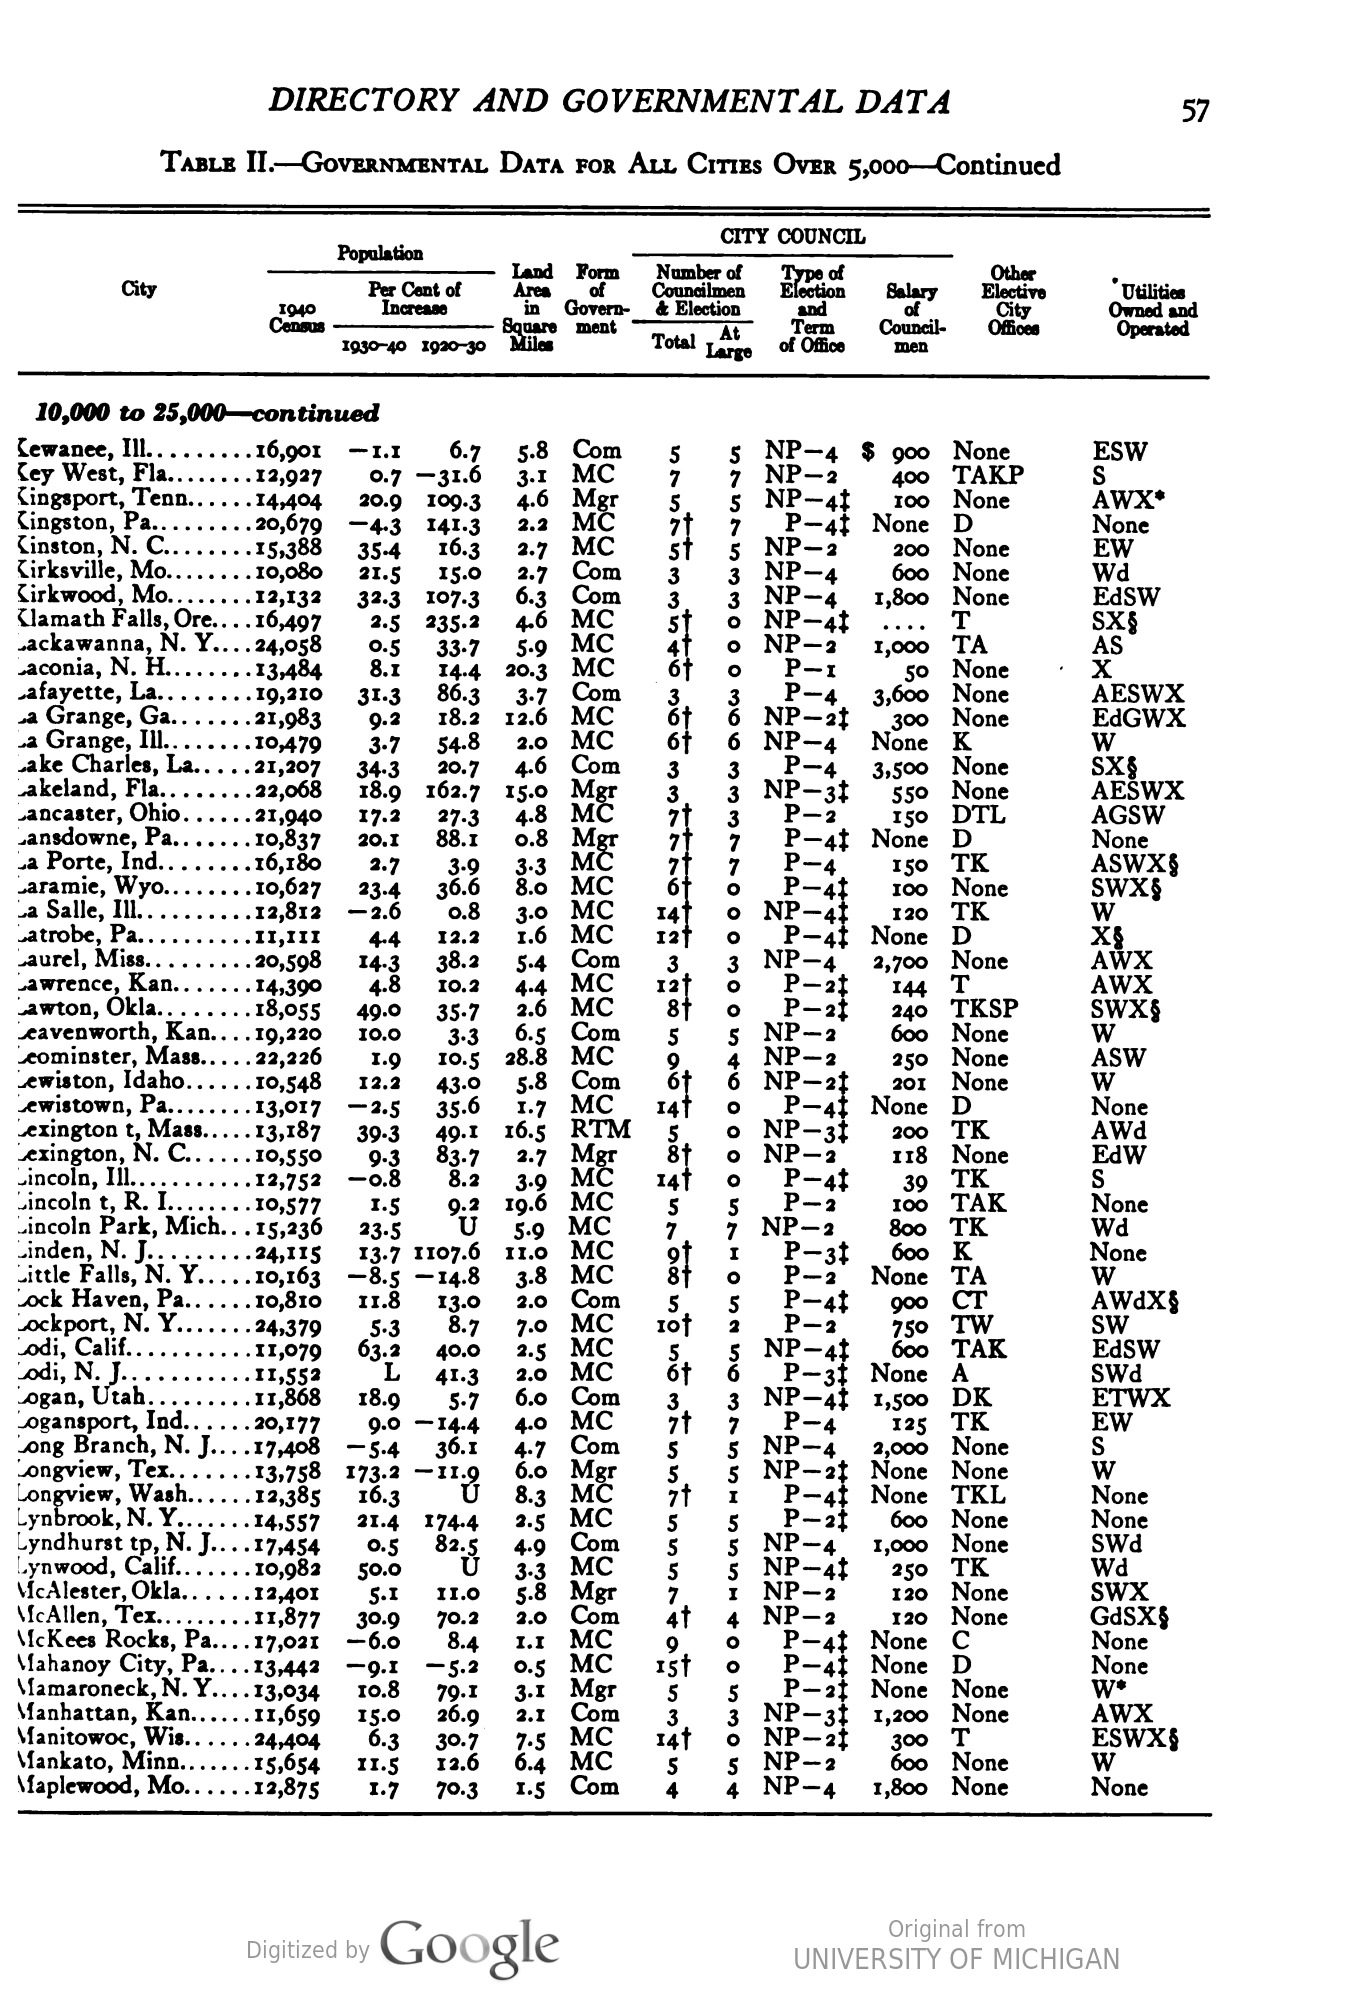 DIRECTORY AND GOVERNMENTAL DATA 57
TABLE II.—GOVERNMENTAL DATA FOR ALL CITIES OVER 5,000—Continued
City
Population
1940 Census
Per Cent of Increase
1930-40 1920-30
Land Area in Square Miles
Form of Govern-ment
CITY COUNCIL
Number of Councilmen & Election
Total At Large
Type of Election and Term of Office
Salary of Council-men
Other Elective City Offices
Utilities Owned and Operated
10,000 to 25,000—continued
Kewanee, Ill.........16,901 −1.1 6.7 5.8 Com 5 5 NP−4 $ 900 None ESW
Key West, Fla.......12,927 0.7 −31.6 3.1 MC 7 7 NP−2 400 TAKP S
Kingsport, Tenn.....14,404 20.9 109.3 4.6 Mgr 5 5 NP−4‡ 100 None AWX*
Kingston, Pa........20,679 −4.3 141.3 2.2 MC 7† 7 P−4‡ None D None
Kinston, N. C.......15,388 35.4 16.3 2.7 MC 5† 5 NP−2 200 None EW
Kirksville, Mo.......10,080 21.5 15.0 2.7 Com 3 3 NP−4 600 None Wd
Kirkwood, Mo.......12,132 32.3 107.3 6.3 Com 3 3 NP−4 1,800 None EdSW
Klamath Falls, Ore...16,497 2.5 235.2 4.6 MC 5† 0 NP−4‡ .... T SX§
Lackawanna, N. Y....24,058 0.5 33.7 5.9 MC 4† 0 NP−2 1,000 TA AS
Laconia, N. H.......13,484 8.1 14.4 20.3 MC 6† 0 P−1 50 None X
Lafayette, La........19,210 31.3 86.3 3.7 Com 3 3 P−4 3,600 None AESWX
La Grange, Ga.......21,983 9.2 18.2 12.6 MC 6† 6 NP−2‡ 300 None EdGWX
La Grange, Ill.......10,479 3.7 54.8 2.0 MC 6† 6 NP−4 None K W
Lake Charles, La.....21,207 34.3 20.7 4.6 Com 3 3 P−4 3,500 None SX§
Lakeland, Fla........22,068 18.9 162.7 15.0 Mgr 3 3 NP−3‡ 550 None AESWX
Lancaster, Ohio......21,940 17.2 27.3 4.8 MC 7† 3 P−2 150 DTL AGSW
Lansdowne, Pa.......10,837 20.1 88.1 0.8 Mgr 7† 7 P−4‡ None D None
La Porte, Ind........16,180 2.7 3.9 3.3 MC 7† 7 P−4 150 TK ASWX§
Laramie, Wyo........10,627 23.4 36.6 8.0 MC 6† 0 P−4‡ 100 None SWX§
La Salle, Ill..........12,812 −2.6 0.8 3.0 MC 14† 0 NP−4‡ 120 TK W
Latrobe, Pa..........11,111 4.4 12.2 1.6 MC 12† 0 P−4‡ None D X§
Laurel, Miss.........20,598 14.3 38.2 5.4 Com 3 3 NP−4 2,700 None AWX
Lawrence, Kan.......14,390 4.8 10.2 4.4 MC 12† 0 P−2‡ 144 T AWX
Lawton, Okla........18,055 49.0 35.7 2.6 MC 8† 0 P−2‡ 240 TKSP SWX§
Leavenworth, Kan....19,220 10.0 3.3 6.5 Com 5 5 NP−2 600 None W
Leominster, Mass.....22,226 1.9 10.5 28.8 MC 9 4 NP−2 250 None ASW
Lewiston, Idaho......10,548 12.2 43.0 5.8 Com 6† 6 NP−2‡ 201 None W
Lewistown, Pa........13,017 −2.5 35.6 1.7 MC 14† 0 P−4‡ None D None
Lexington t, Mass.....13,187 39.3 49.1 16.5 RTM 5 0 NP−3‡ 200 TK AWd
Lexington, N. C......10,550 9.3 83.7 2.7 Mgr 8† 0 NP−2 118 None EdW
Lincoln, Ill...........12,752 −0.8 8.2 3.9 MC 14† 0 P−4‡ 39 TK S
Lincoln t, R. I........10,577 1.5 9.2 19.6 MC 5 5 P−2 100 TAK None
Lincoln Park, Mich...15,236 23.5 U 5.9 MC 7 7 NP−2 800 TK Wd
Linden, N. J.........24,115 13.7 1107.6 11.0 MC 9† 1 P−3‡ 600 K None
Little Falls, N. Y.....10,163 −8.5 −14.8 3.8 MC 8† 0 P−2 None TA W
Lock Haven, Pa......10,810 11.8 13.0 2.0 Com 5 5 P−4‡ 900 CT AWdX§
Lockport, N. Y.......24,379 5.3 8.7 7.0 MC 10† 2 P−2 750 TW SW
Lodi, Calif...........11,079 63.2 40.0 2.5 MC 5 5 NP−4‡ 600 TAK EdSW
Lodi, N. J...........11,552 L 41.3 2.0 MC 6† 6 P−3‡ None A SWd
Logan, Utah.........11,868 18.9 5.7 6.0 Com 3 3 NP−4‡ 1,500 DK ETWX
Logansport, Ind......20,177 9.0 −14.4 4.0 MC 7† 7 P−4 125 TK EW
Long Branch, N. J....17,408 −5.4 36.1 4.7 Com 5 5 NP−4 2,000 None S
Longview, Tex.......13,758 173.2 −11.9 6.0 Mgr 5 5 NP−2‡ None None W
Longview, Wash......12,385 16.3 U 8.3 MC 7† 1 P−4‡ None TKL None
Lynbrook, N. Y.......14,557 21.4 174.4 2.5 MC 5 5 P−2‡ 600 None None
Lyndhurst tp, N. J....17,454 0.5 82.5 4.9 Com 5 5 NP−4 1,000 None SWd
Lynwood, Calif.......10,982 50.0 U 3.3 MC 5 5 NP−4‡ 250 TK Wd
McAlester, Okla......12,401 5.1 11.0 5.8 Mgr 7 1 NP−2 120 None SWX
McAllen, Tex.........11,877 30.9 70.2 2.0 Com 4† 4 NP−2 120 None GdSX§
McKees Rocks, Pa....17,021 −6.0 8.4 1.1 MC 9 0 P−4‡ None C None
Mahanoy City, Pa....13,442 −9.1 −5.2 0.5 MC 15† 0 P−4‡ None D None
Mamaroneck, N. Y....13,034 10.8 79.1 3.1 Mgr 5 5 P−2‡ None None W*
Manhattan, Kan......11,659 15.0 26.9 2.1 Com 3 3 NP−3‡ 1,200 None AWX
Manitowoc, Wis......24,404 6.3 30.7 7.5 MC 14† 0 NP−2‡ 300 T ESWX§
Mankato, Minn.......15,654 11.5 12.6 6.4 MC 5 5 NP−2 600 None W
Maplewood, Mo......12,875 1.7 70.3 1.5 Com 4 4 NP−4 1,800 None None
Digitized by Google
Original from
UNIVERSITY OF MICHIGAN